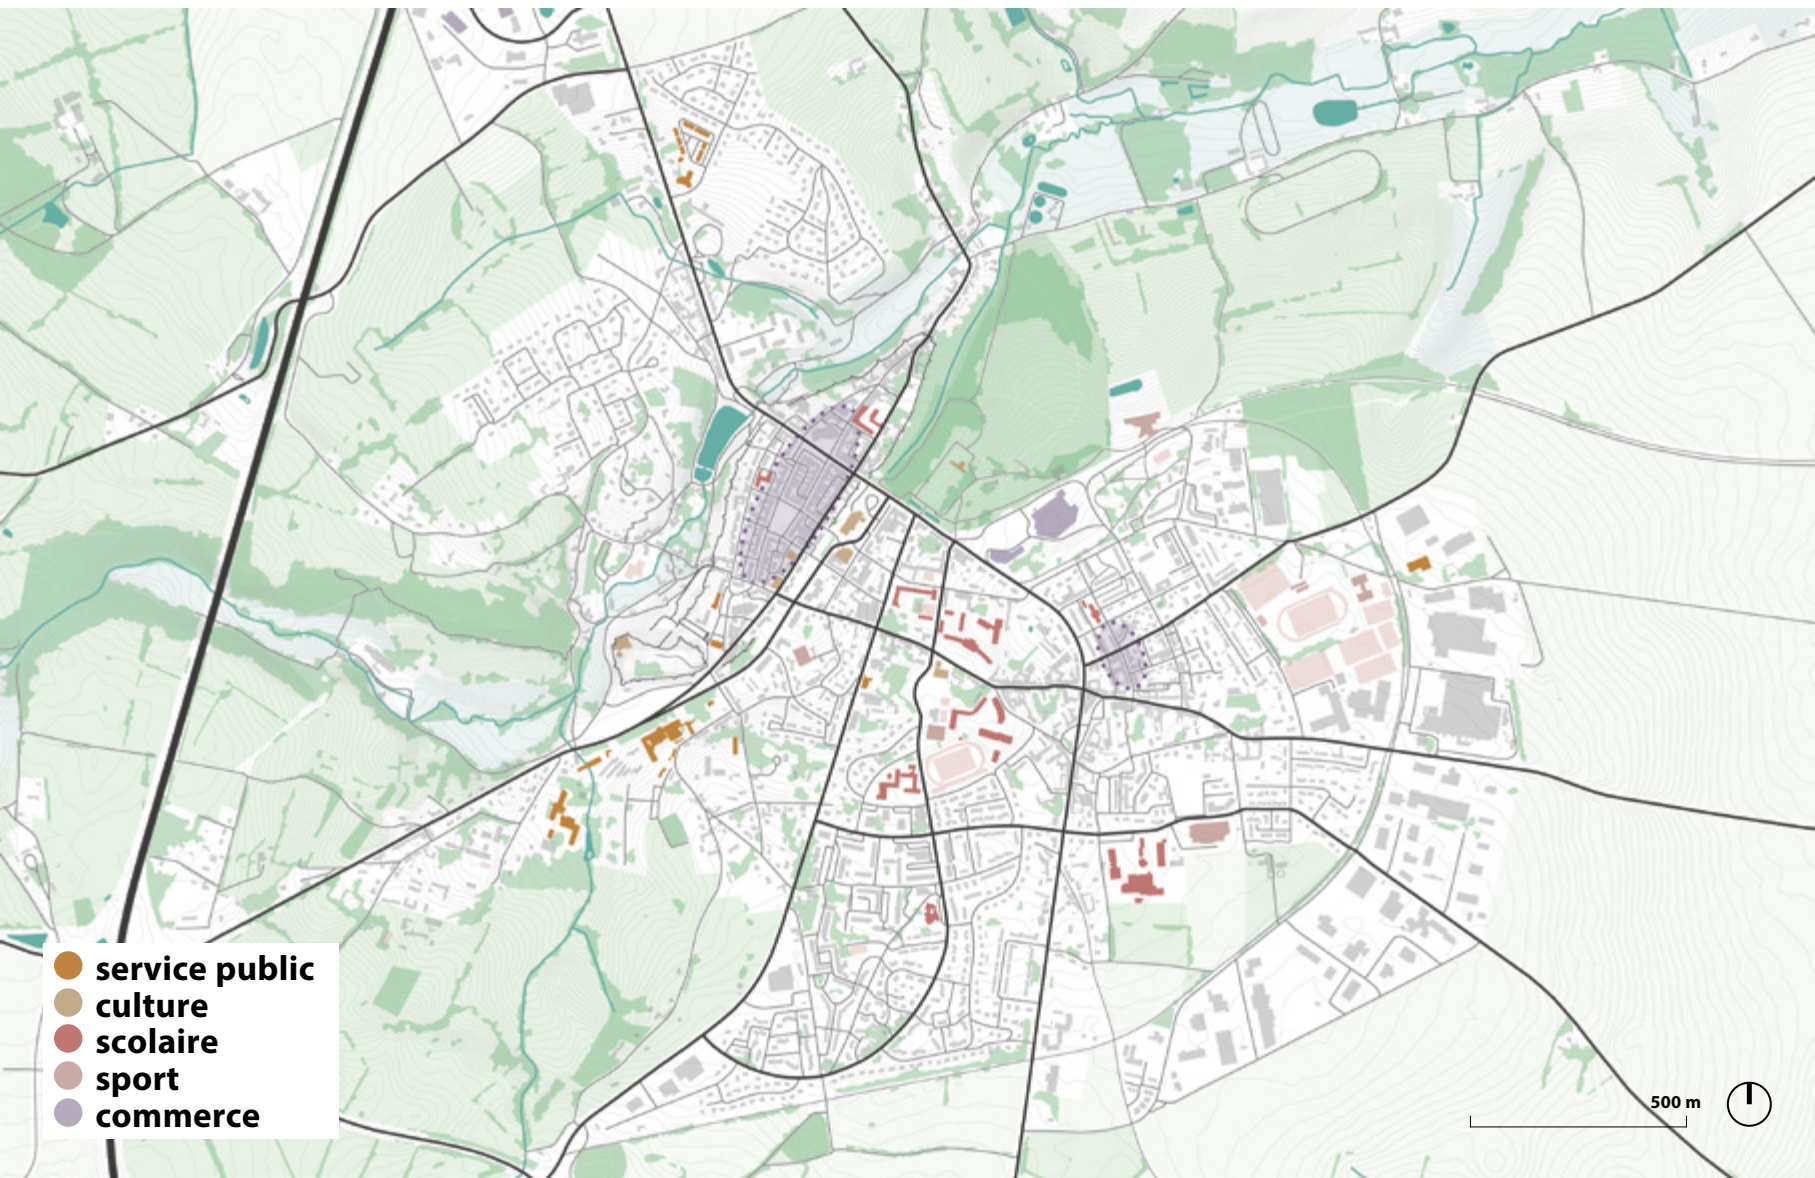 service public
culture
scolaire
sport
commerce
500 m